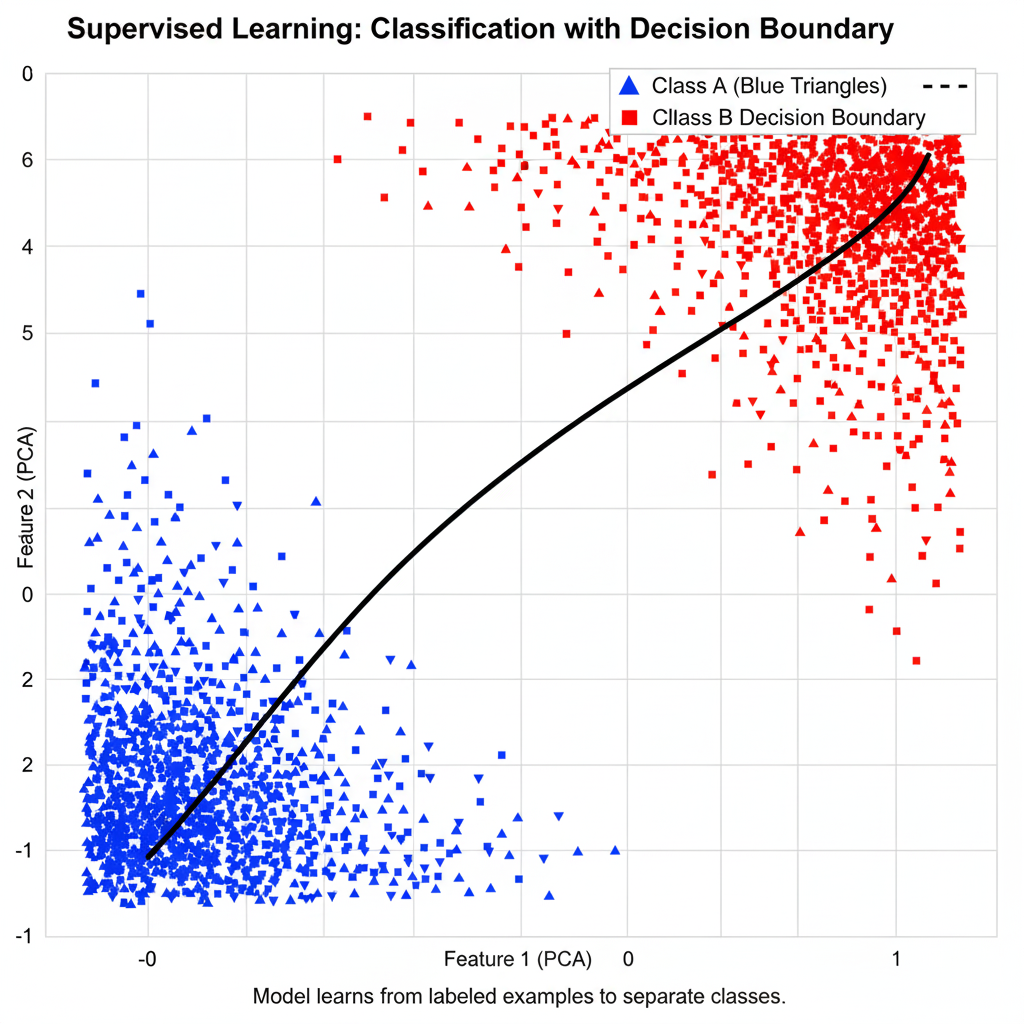 Supervised Learning: Classification with Decision Boundary
Class A (Blue Triangles)
Cllass B Decision Boundary
0
6
4
5
0
2
2
-1
-1
Feature 2 (PCA)
-0
Feature 1 (PCA)
0
1
Model learns from labeled examples to separate classes.